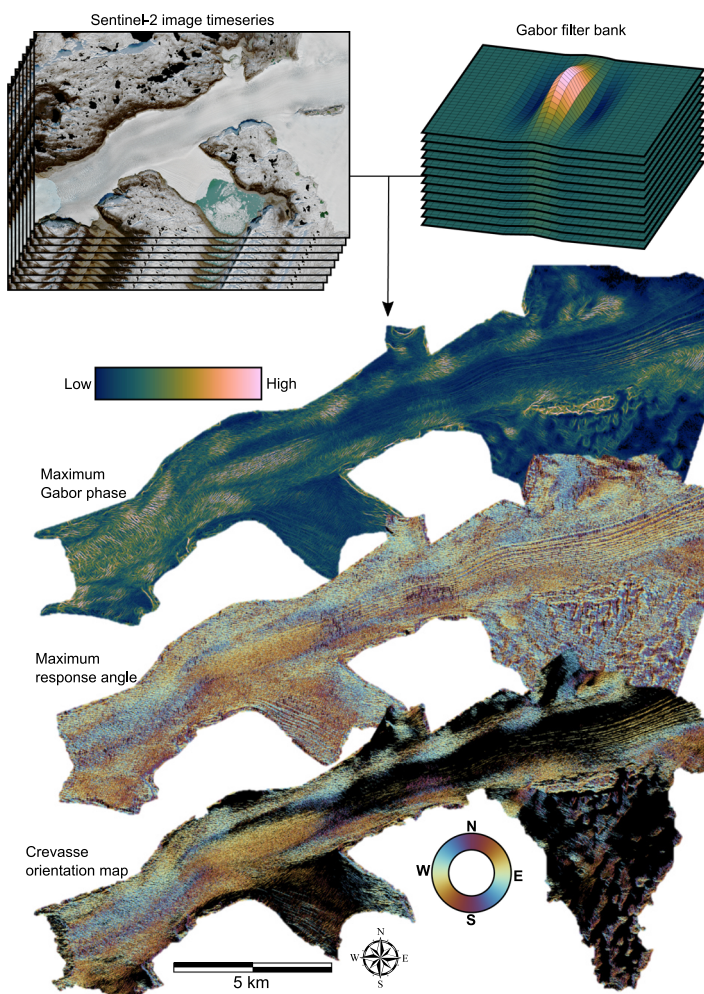 Sentinel-2 image timeseries
Gabor filter bank
Low
High
Maximum
Gabor phase
Maximum
response angle
Crevasse
orientation map
N
W
E
S
N
W
E
S
5 km